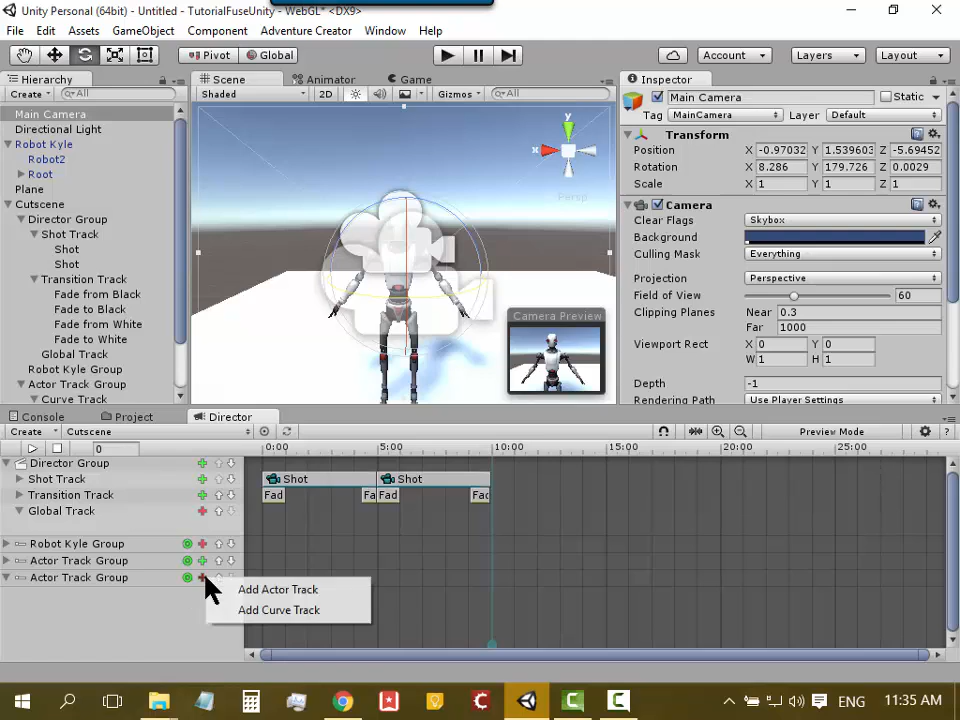 Unity Personal (64bit) - Untitled - TutorialFuseUnity - WebGL* <DX9>
File Edit Assets GameObject Component Adventure Creator Window Help
Pivot Global Account Layers Layout
Hierarchy Scene Animator Game Inspector
Create All Shaded 2D Gizmos All Main Camera Static
Tag MainCamera Layer Default
Main Camera
Directional Light
Robot Kyle
Robot2
Root
Plane
Cutscene
Director Group
Shot Track
Shot
Shot
Transition Track
Fade from Black
Fade to Black
Fade from White
Fade to White
Global Track
Robot Kyle Group
Actor Track Group
Curve Track
y
x
Persp
Camera Preview
Transform
Position X -0.97032 Y 1.539603 Z -5.69452
Rotation X 8.286 Y 179.726 Z 0.0029
Scale X 1 Y 1 Z 1
Camera
Clear Flags Skybox
Background
Culling Mask Everything
Projection Perspective
Field of View 60
Clipping Planes Near 0.3
Far 1000
Viewport Rect X 0 Y 0
W 1 H 1
Depth -1
Rendering Path Use Player Settings
Console Project Director
Create Cutscene Preview Mode ?
0 0:00 5:00 10:00 15:00 20:00 25:00
Director Group
Shot Track Shot Shot
Transition Track Fad Fa Fad Fad
Global Track
Robot Kyle Group
Actor Track Group
Actor Track Group
Add Actor Track
Add Curve Track
ENG 11:35 AM